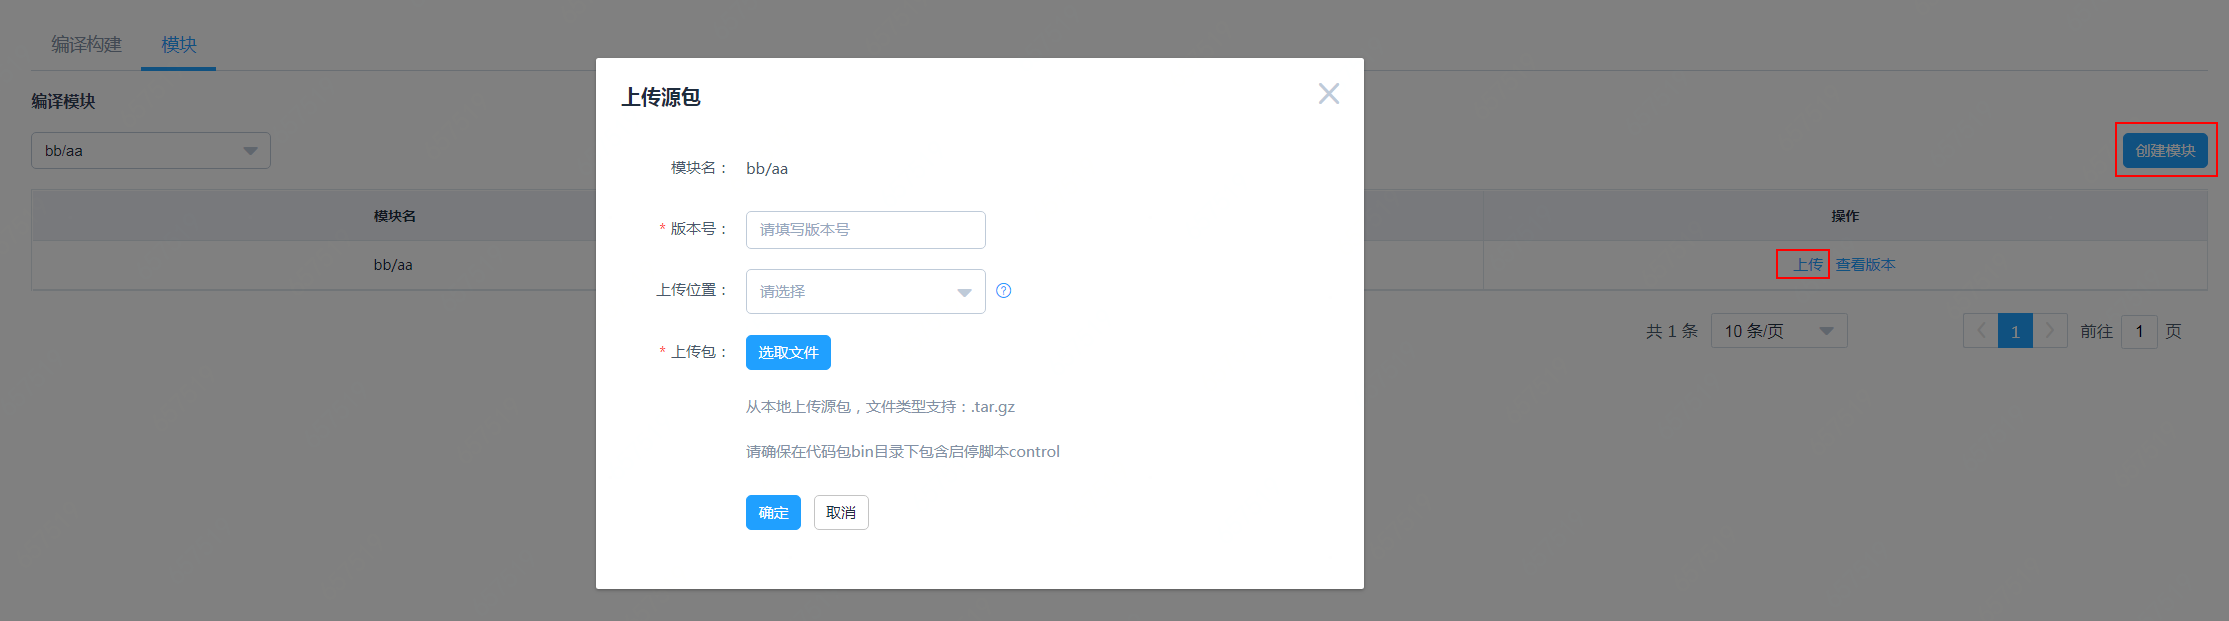 编译构建 模块
编译模块
bb/aa
创建模块
模块名 操作
bb/aa 上传 查看版本
共 1 条 10 条/页 1 前往 1 页
上传源包
模块名： bb/aa
* 版本号： 请填写版本号
上传位置： 请选择 ?
* 上传包： 选取文件
从本地上传源包，文件类型支持：.tar.gz
请确保在代码包bin目录下包含启停脚本control
确定 取消